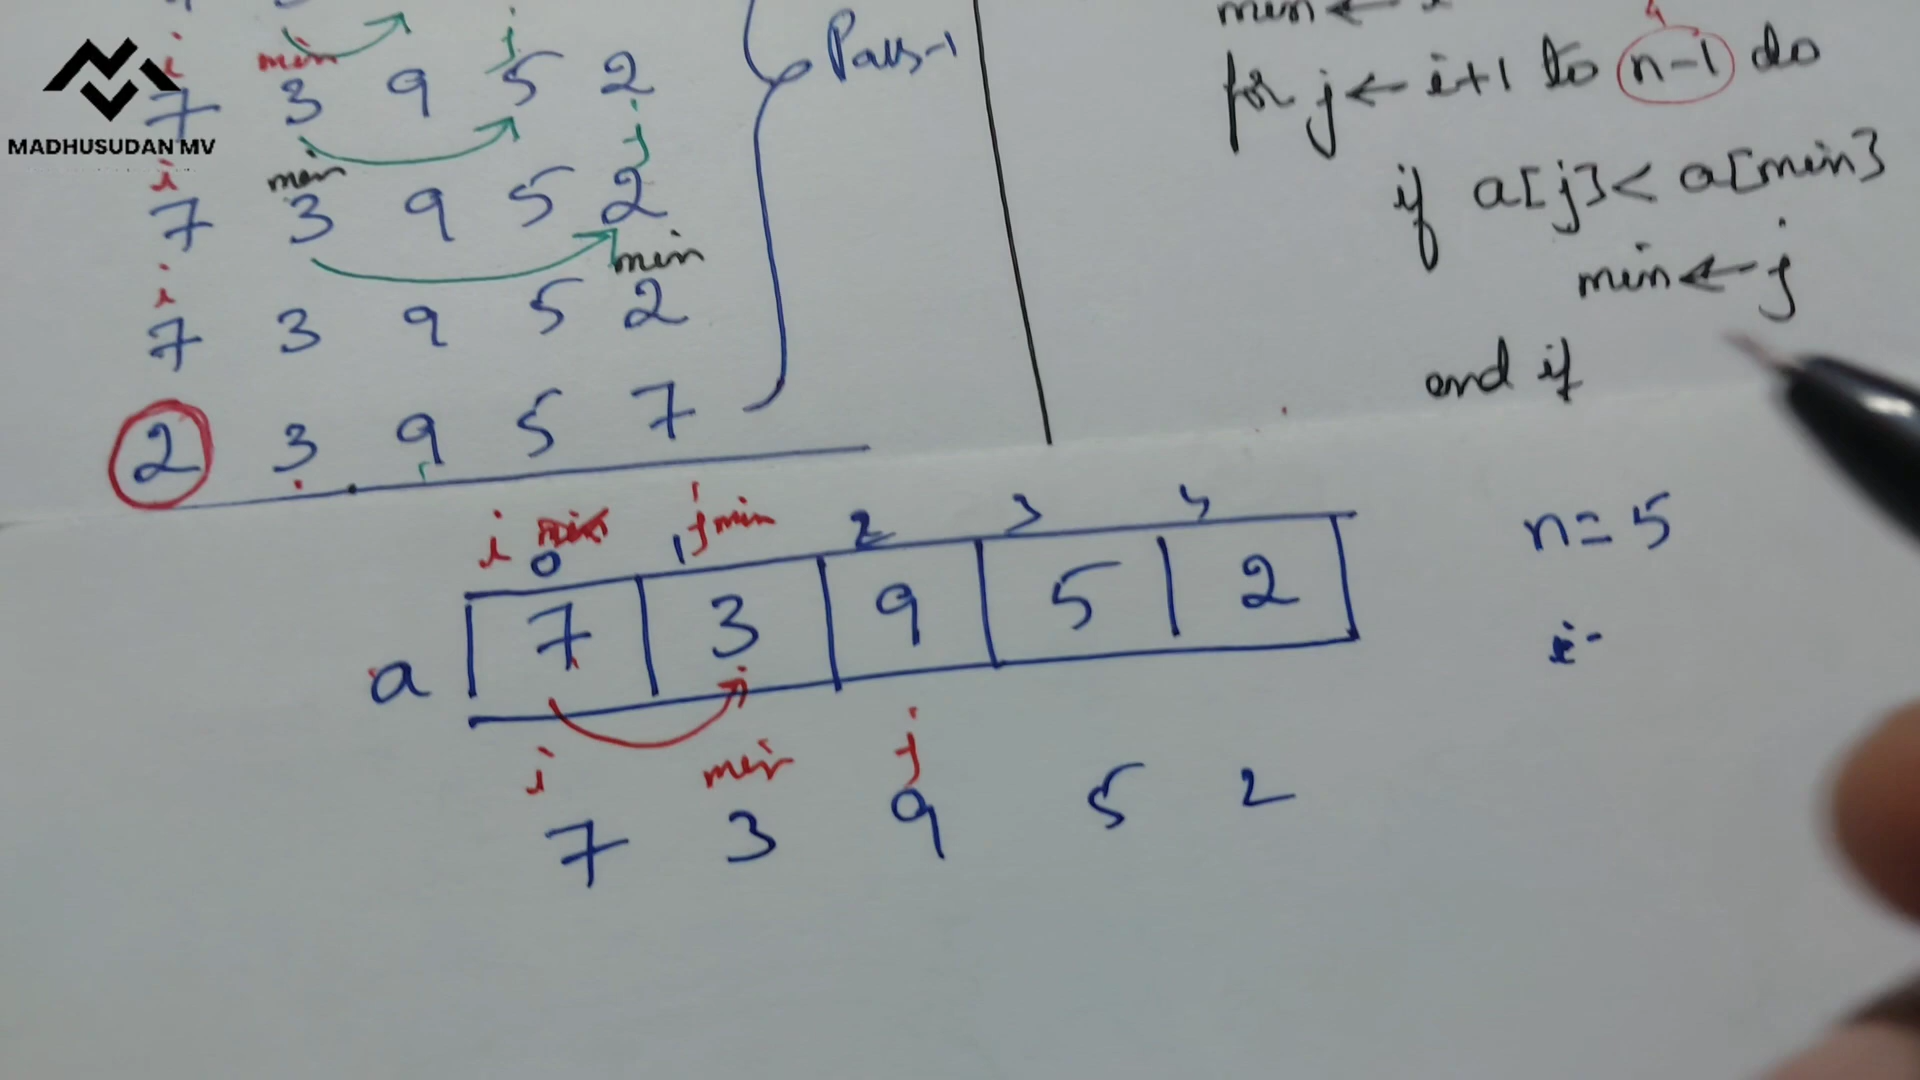 i min j
7 3 9 5 2
MADHUSUDAN MV
i min j
7 3 9 5 2
i min
7 3 9 5 2
2 3 9 5 7
Pass-1
min ← i
for j ← i+1 to n-1 do
if a[j] < a[min]
min ← j
end if
i min j min
0 1 2 3 4
a 7 3 9 5 2
i min j
7 3 9 5 2
n = 5
i-